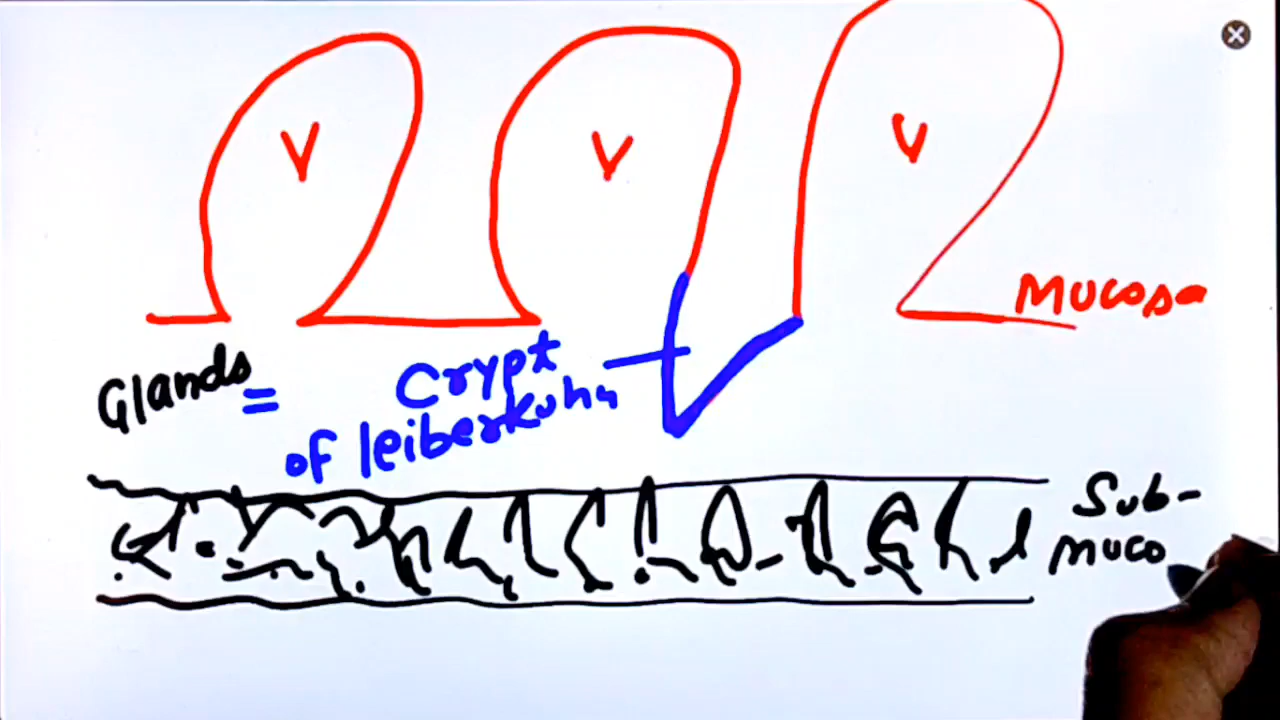 V V V
Mucosa
Glands = Crypt
of leiberkuhn
Sub-
muco